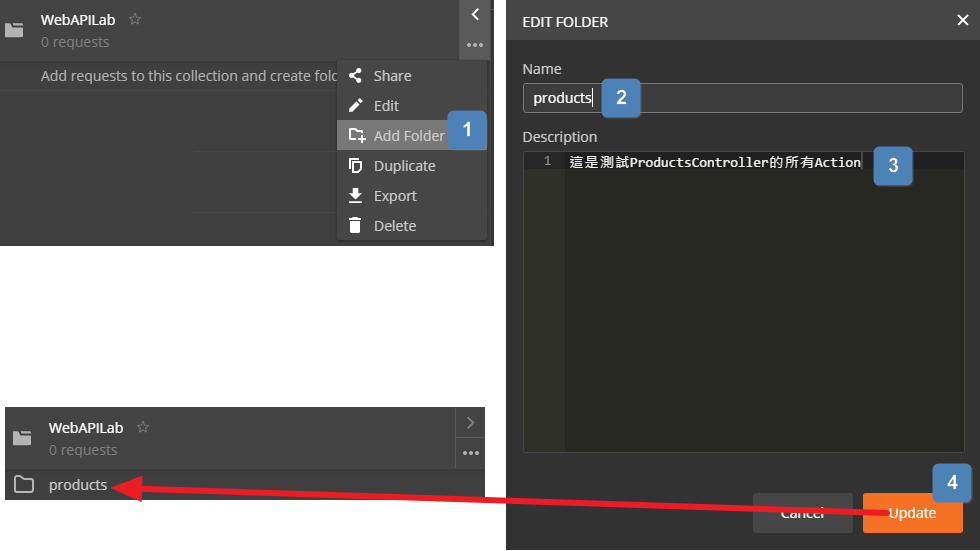 WebAPILab
0 requests
Add requests to this collection and create fold
Share
Edit
Add Folder
1
Duplicate
Export
Delete
EDIT FOLDER
Name
products
2
Description
1 這是測試ProductsController的所有Action
3
4
Cancel
Update
WebAPILab
0 requests
products